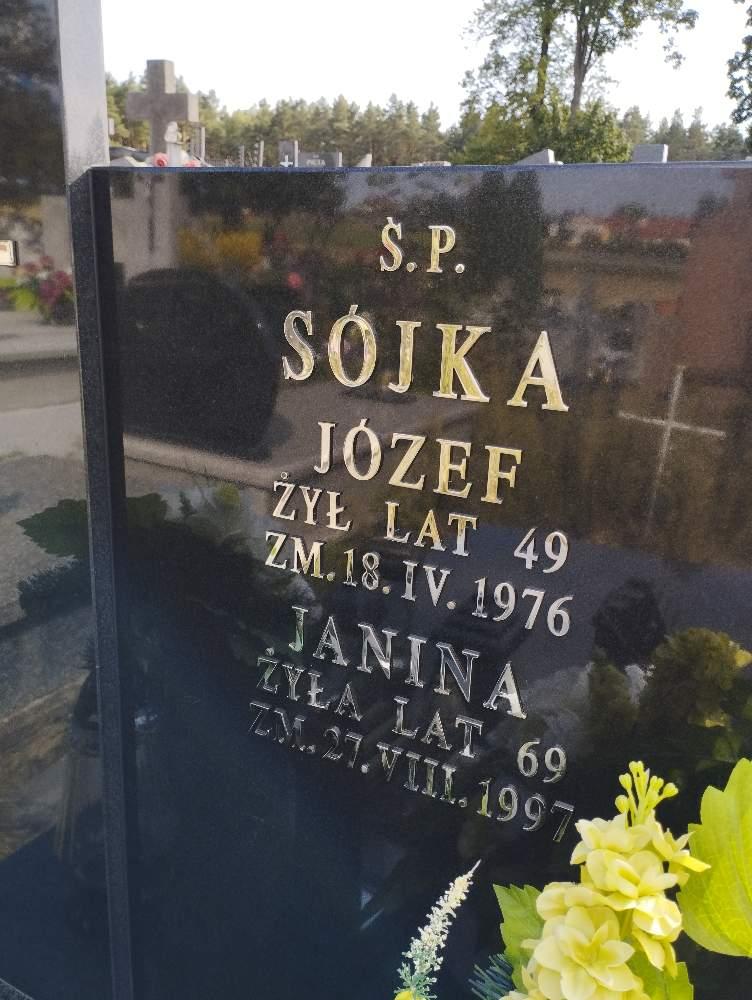 Ś.P.
SÓJKA
JÓZEF
ŻYŁ LAT 49
ZM.18.IV.1976
JANINA
ŻYŁA LAT 69
ZM.27.VIII.1997